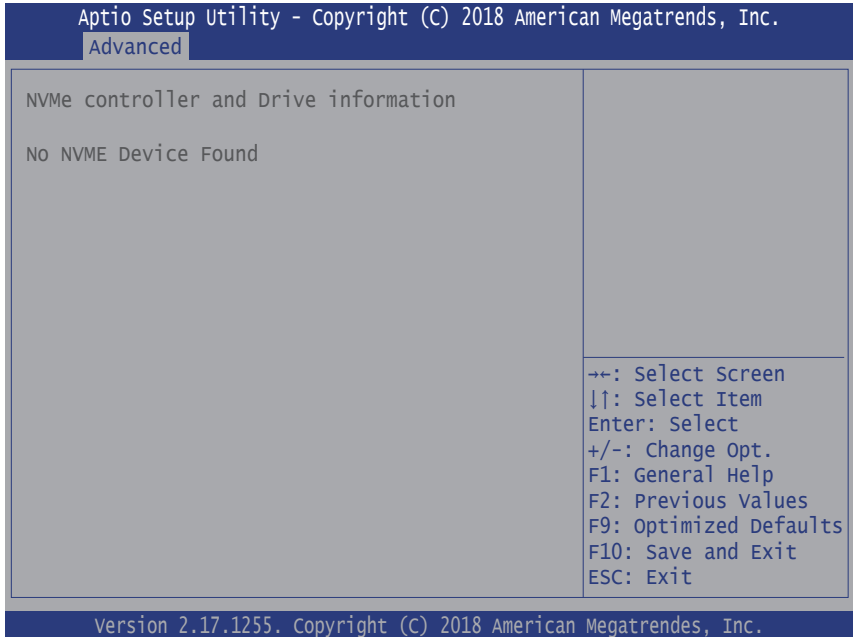 Aptio Setup Utility - Copyright (C) 2018 American Megatrends, Inc.
Advanced
NVMe controller and Drive information
No NVME Device Found
→←: Select Screen
↓↑: Select Item
Enter: Select
+/-: Change Opt.
F1: General Help
F2: Previous Values
F9: Optimized Defaults
F10: Save and Exit
ESC: Exit
Version 2.17.1255. Copyright (C) 2018 American Megatrendes, Inc.